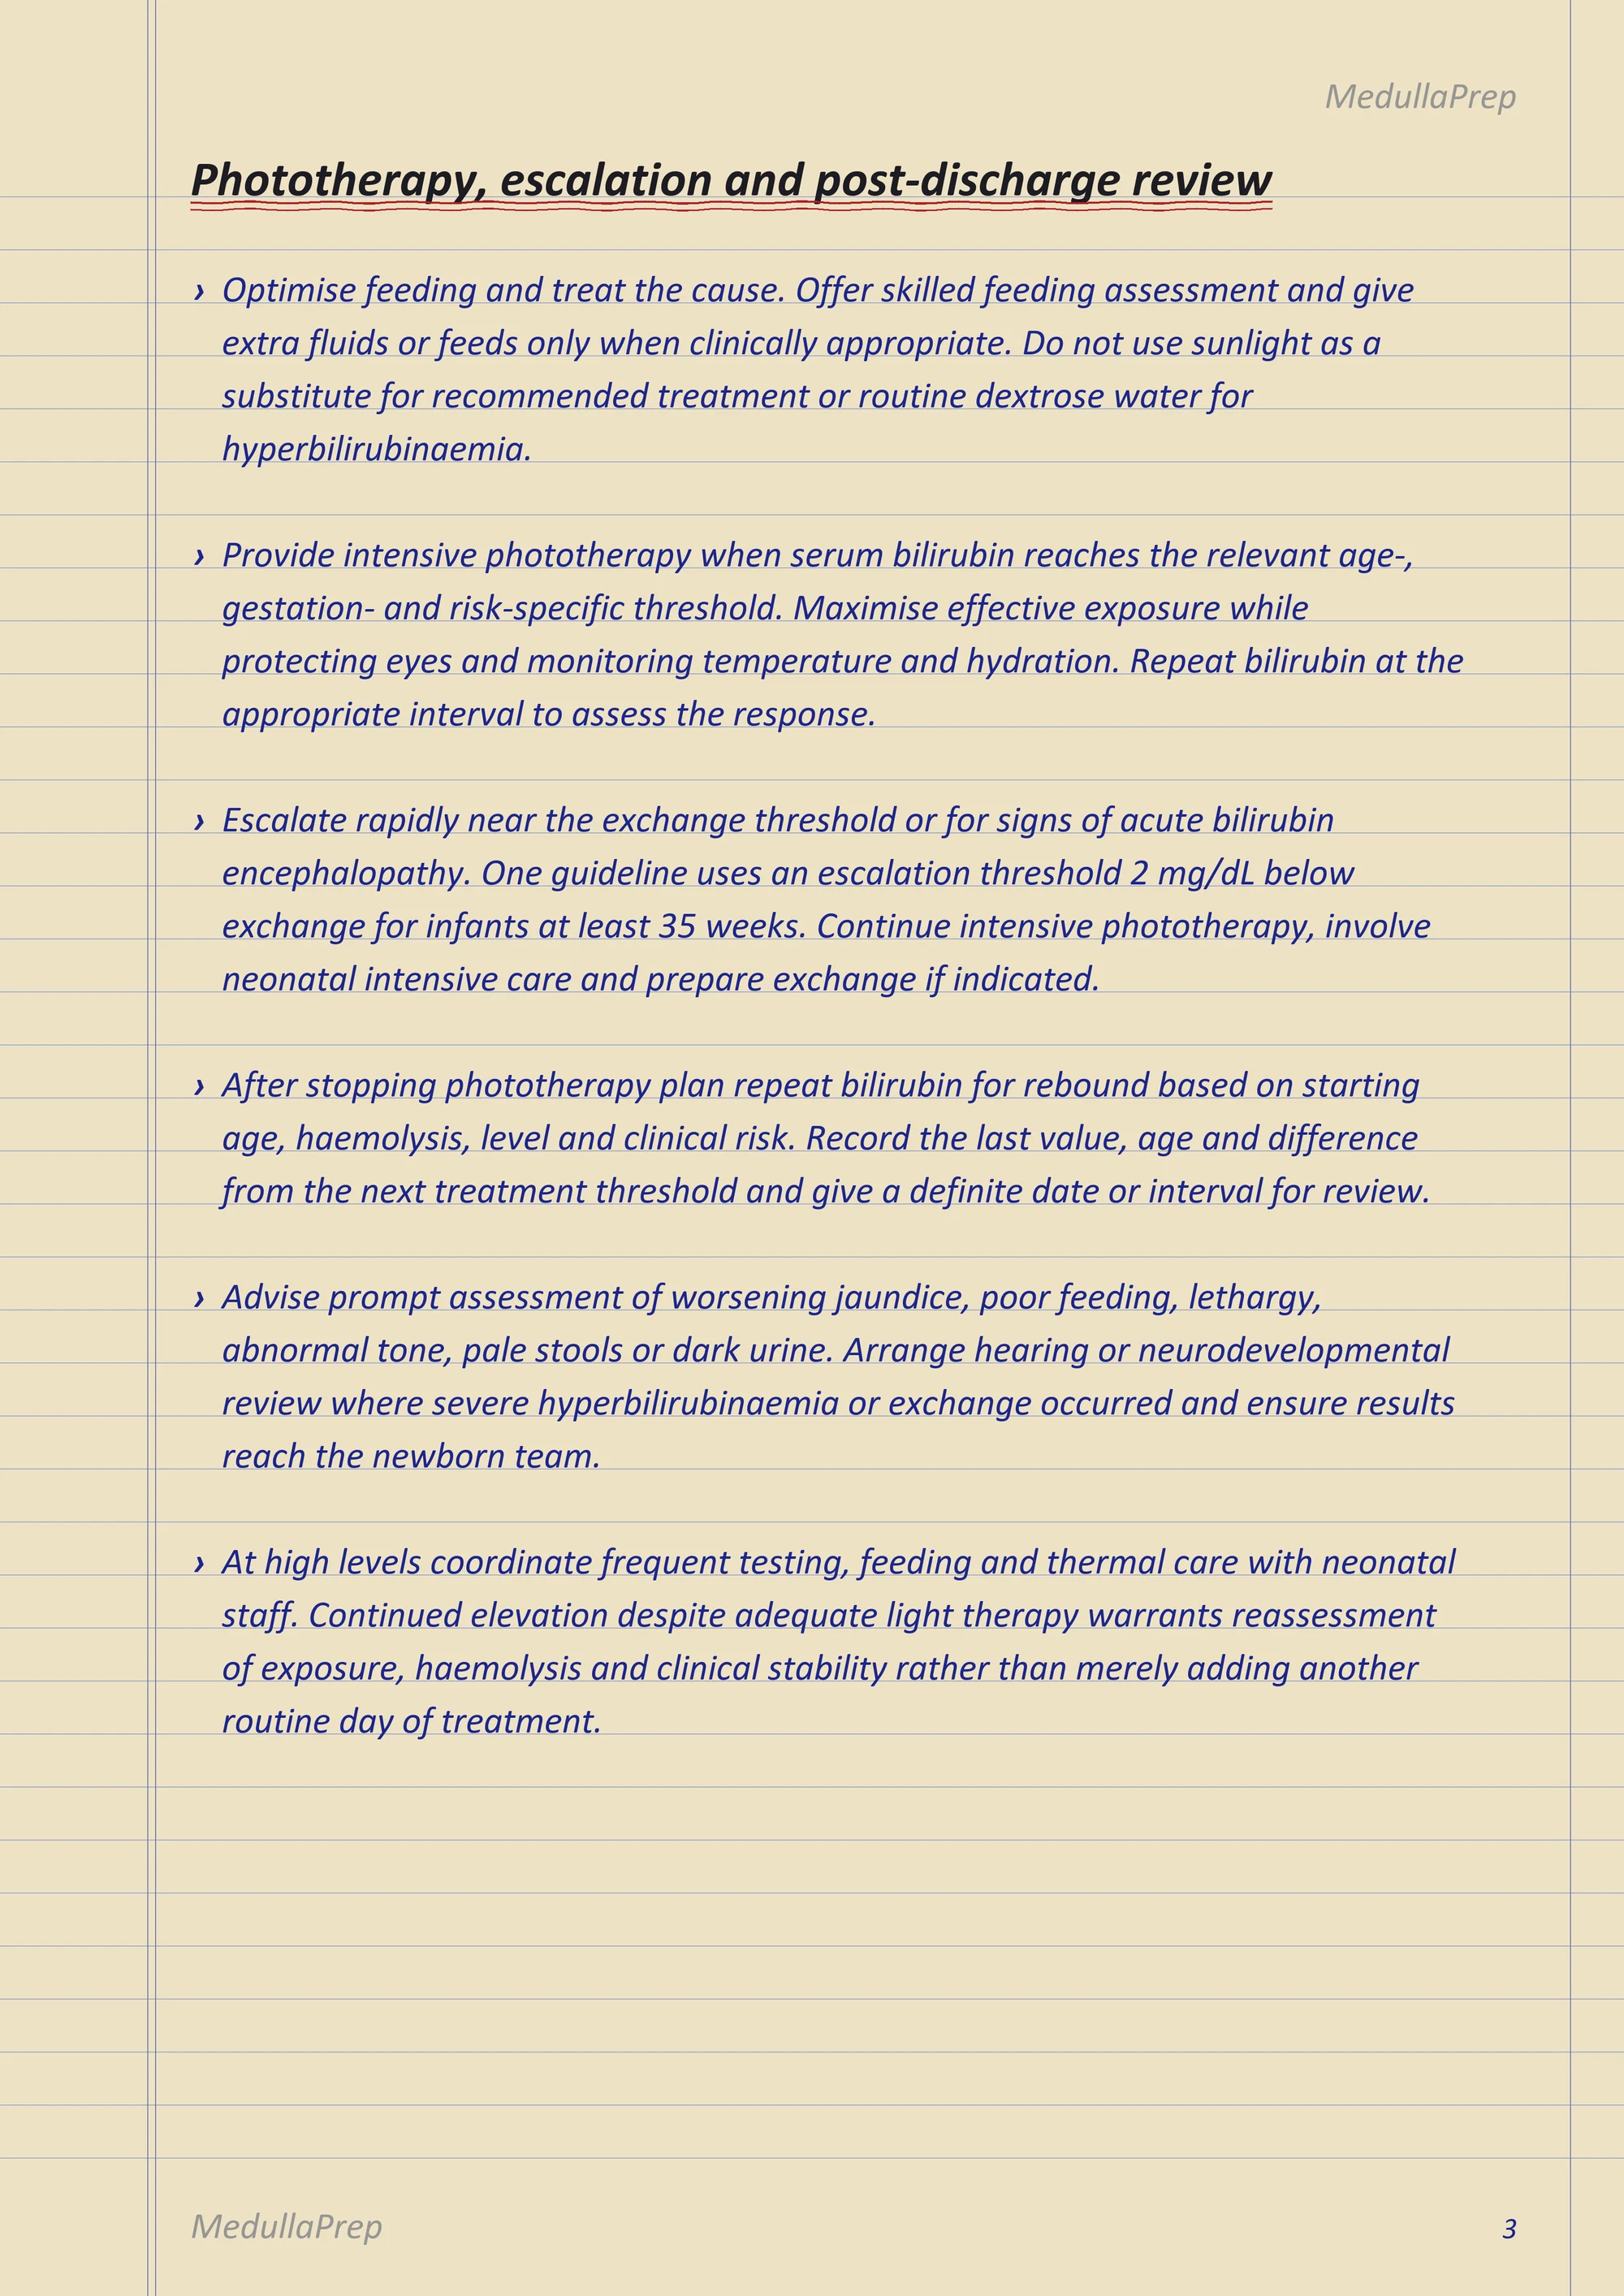 MedullaPrep
Phototherapy, escalation and post-discharge review
› Optimise feeding and treat the cause. Offer skilled feeding assessment and give
extra fluids or feeds only when clinically appropriate. Do not use sunlight as a
substitute for recommended treatment or routine dextrose water for
hyperbilirubinaemia.
› Provide intensive phototherapy when serum bilirubin reaches the relevant age-,
gestation- and risk-specific threshold. Maximise effective exposure while
protecting eyes and monitoring temperature and hydration. Repeat bilirubin at the
appropriate interval to assess the response.
› Escalate rapidly near the exchange threshold or for signs of acute bilirubin
encephalopathy. One guideline uses an escalation threshold 2 mg/dL below
exchange for infants at least 35 weeks. Continue intensive phototherapy, involve
neonatal intensive care and prepare exchange if indicated.
› After stopping phototherapy plan repeat bilirubin for rebound based on starting
age, haemolysis, level and clinical risk. Record the last value, age and difference
from the next treatment threshold and give a definite date or interval for review.
› Advise prompt assessment of worsening jaundice, poor feeding, lethargy,
abnormal tone, pale stools or dark urine. Arrange hearing or neurodevelopmental
review where severe hyperbilirubinaemia or exchange occurred and ensure results
reach the newborn team.
› At high levels coordinate frequent testing, feeding and thermal care with neonatal
staff. Continued elevation despite adequate light therapy warrants reassessment
of exposure, haemolysis and clinical stability rather than merely adding another
routine day of treatment.
MedullaPrep
3